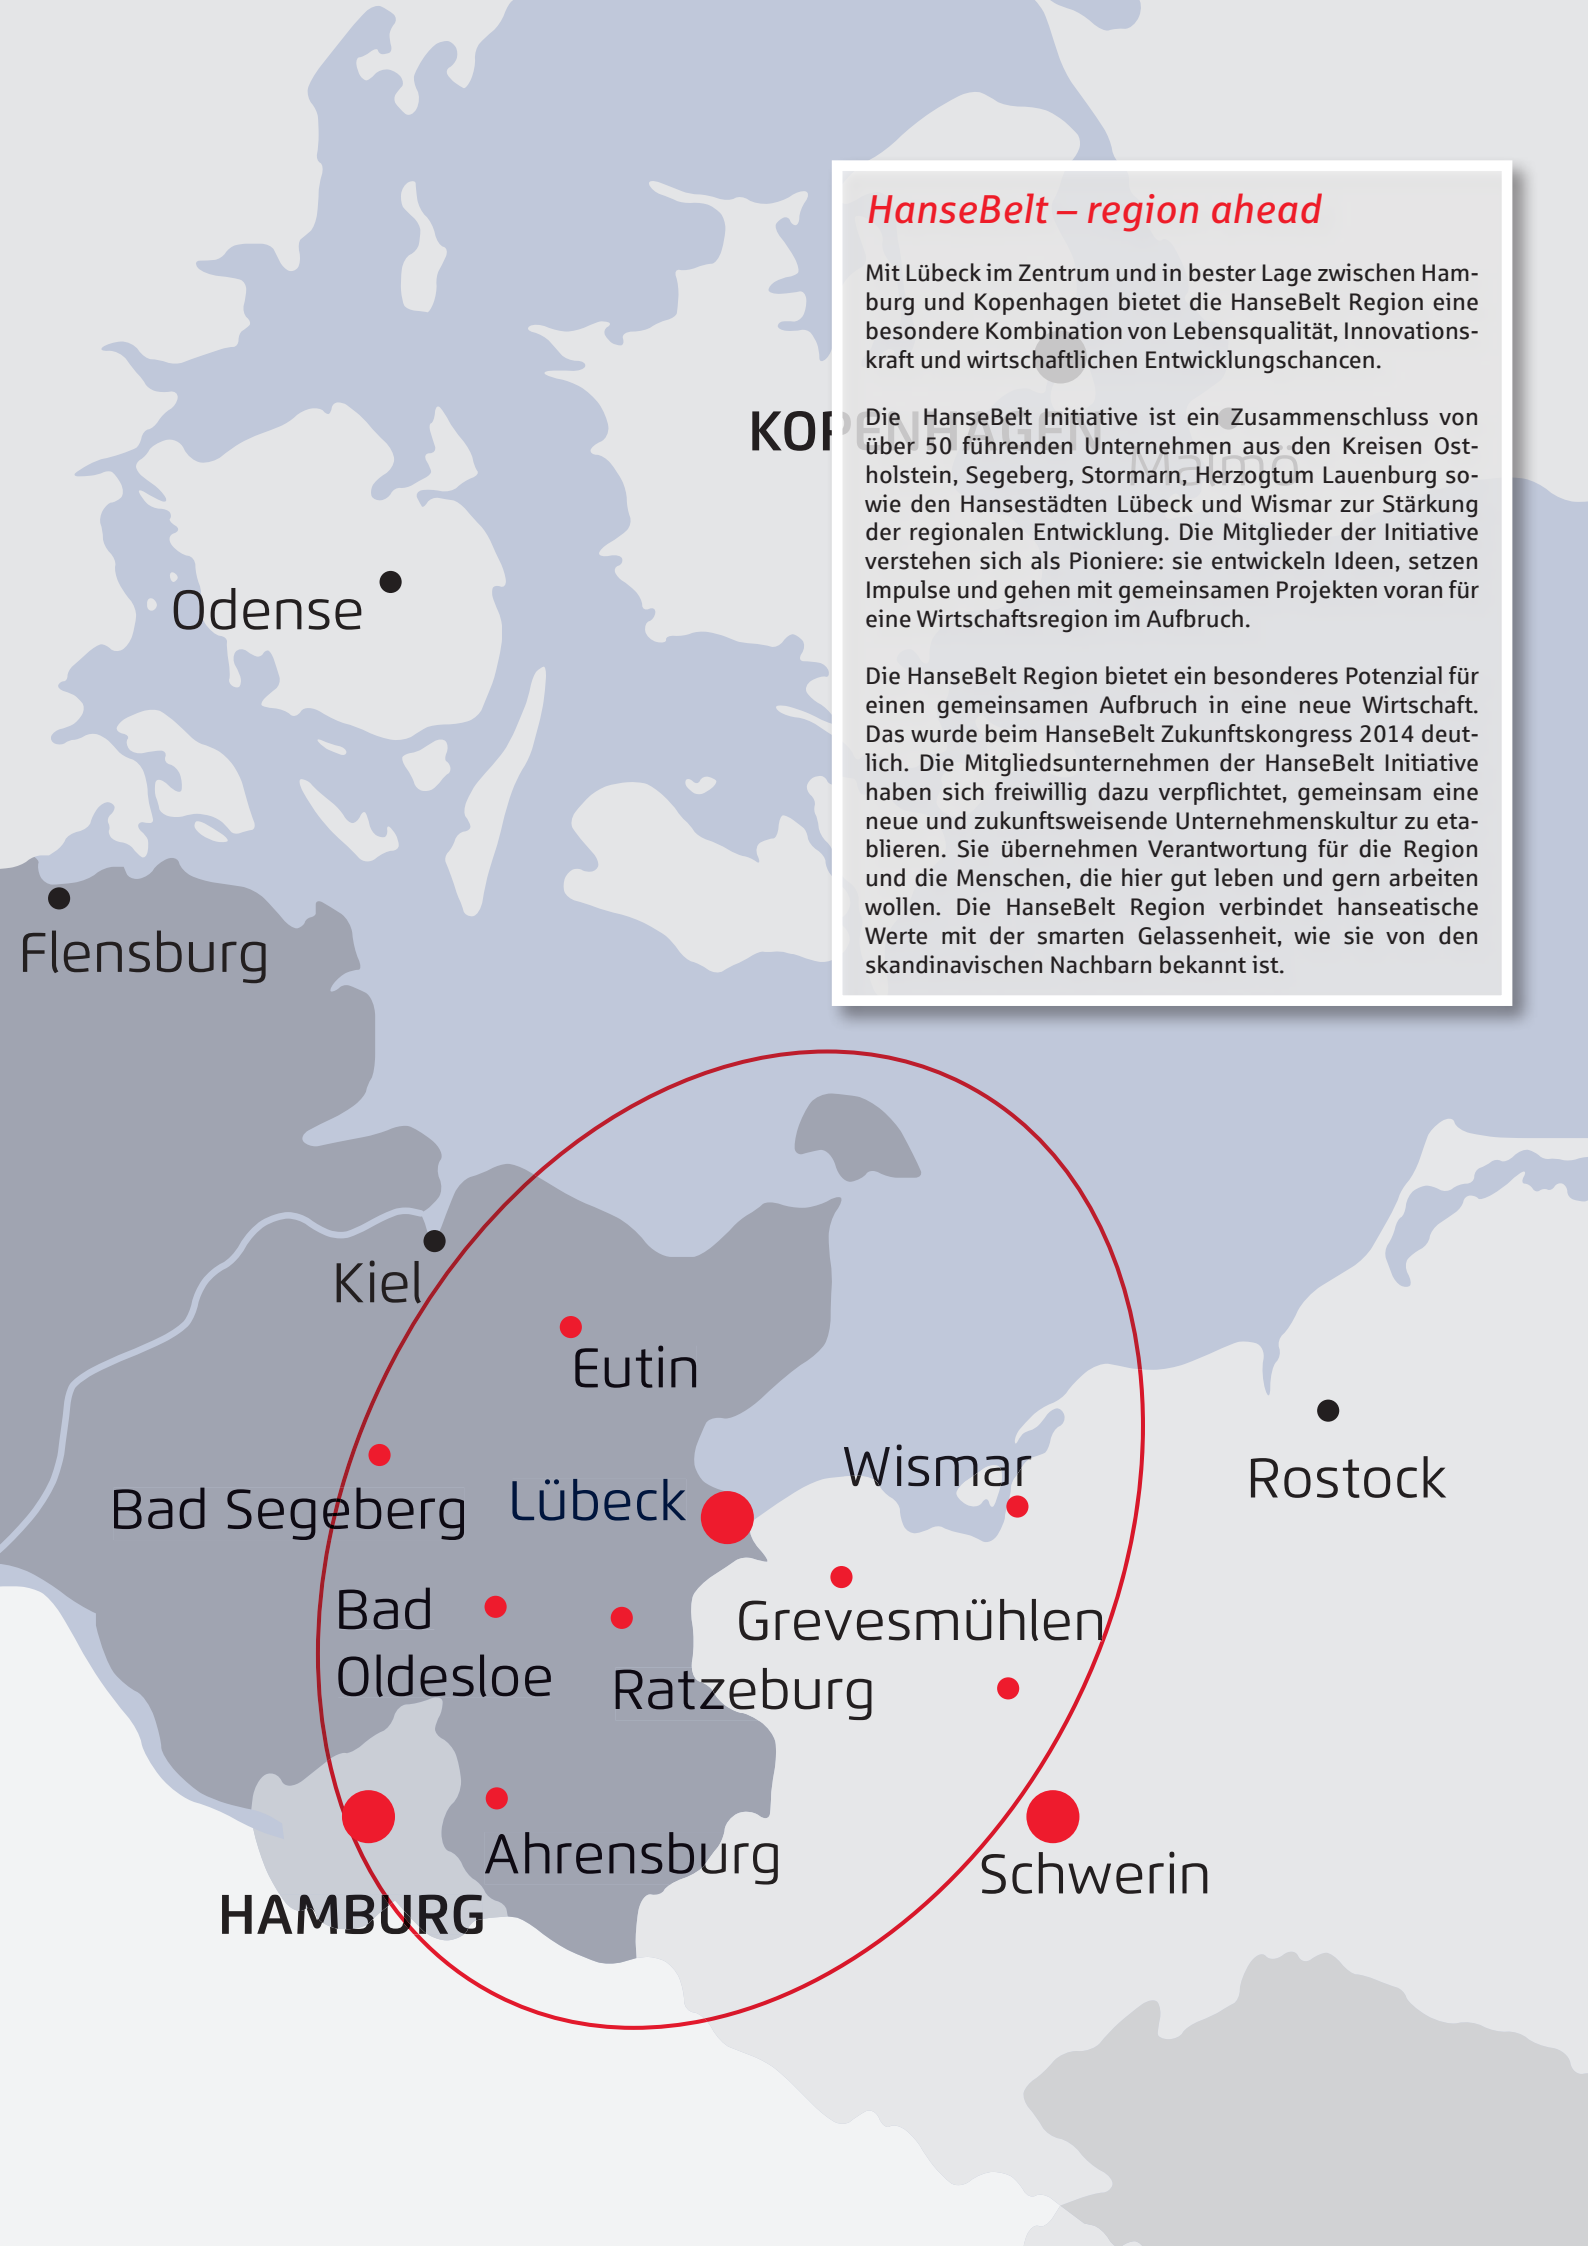 HanseBelt – region ahead
Mit Lübeck im Zentrum und in bester Lage zwischen Ham-
burg und Kopenhagen bietet die HanseBelt Region eine
besondere Kombination von Lebensqualität, Innovations-
kraft und wirtschaftlichen Entwicklungschancen.
Die HanseBelt Initiative ist ein Zusammenschluss von
über 50 führenden Unternehmen aus den Kreisen Ost-
holstein, Segeberg, Stormarn, Herzogtum Lauenburg so-
wie den Hansestädten Lübeck und Wismar zur Stärkung
der regionalen Entwicklung. Die Mitglieder der Initiative
verstehen sich als Pioniere: sie entwickeln Ideen, setzen
Impulse und gehen mit gemeinsamen Projekten voran für
eine Wirtschaftsregion im Aufbruch.
Die HanseBelt Region bietet ein besonderes Potenzial für
einen gemeinsamen Aufbruch in eine neue Wirtschaft.
Das wurde beim HanseBelt Zukunftskongress 2014 deut-
lich. Die Mitgliedsunternehmen der HanseBelt Initiative
haben sich freiwillig dazu verpflichtet, gemeinsam eine
neue und zukunftsweisende Unternehmenskultur zu eta-
blieren. Sie übernehmen Verantwortung für die Region
und die Menschen, die hier gut leben und gern arbeiten
wollen. Die HanseBelt Region verbindet hanseatische
Werte mit der smarten Gelassenheit, wie sie von den
skandinavischen Nachbarn bekannt ist.
KOPENHAGEN
Malmö
Odense
Flensburg
Kiel
Eutin
Wismar
Rostock
Bad Segeberg
Lübeck
Bad
Oldesloe
Grevesmühlen
Ratzeburg
Ahrensburg
Schwerin
HAMBURG